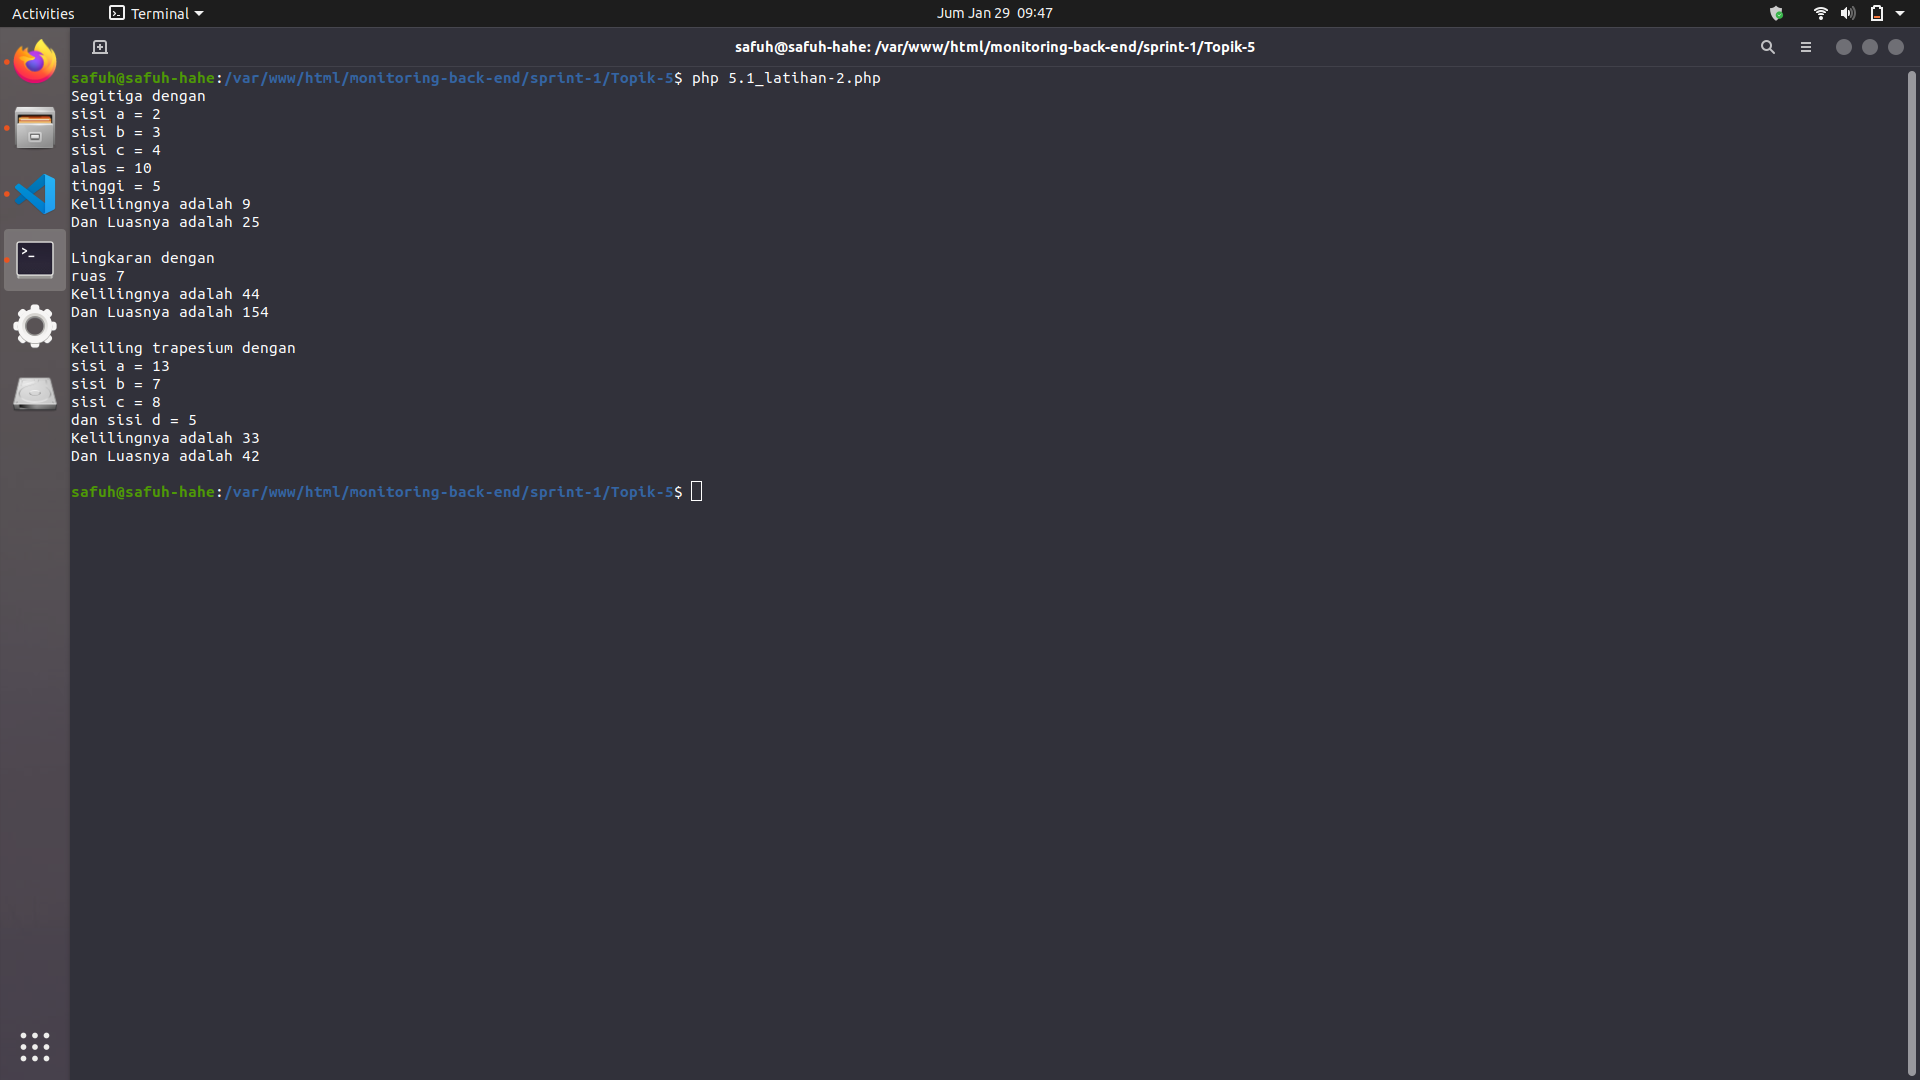 Activities
Terminal
Jum Jan 29 09:47
safuh@safuh-hahe: /var/www/html/monitoring-back-end/sprint-1/Topik-5
safuh@safuh-hahe:/var/www/html/monitoring-back-end/sprint-1/Topik-5$ php 5.1_latihan-2.php
Segitiga dengan
sisi a = 2
sisi b = 3
sisi c = 4
alas = 10
tinggi = 5
Kelilingnya adalah 9
Dan Luasnya adalah 25
Lingkaran dengan
ruas 7
Kelilingnya adalah 44
Dan Luasnya adalah 154
Keliling trapesium dengan
sisi a = 13
sisi b = 7
sisi c = 8
dan sisi d = 5
Kelilingnya adalah 33
Dan Luasnya adalah 42
safuh@safuh-hahe:/var/www/html/monitoring-back-end/sprint-1/Topik-5$